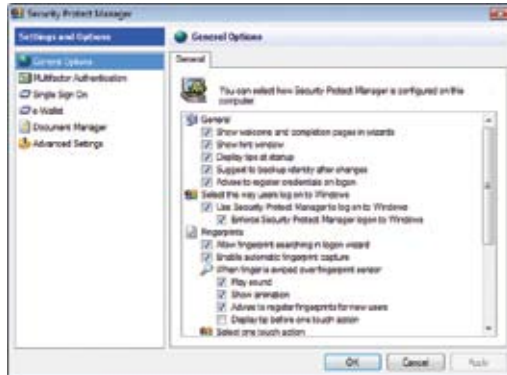 Security Protect Manager
Settings and Options
General Options
Multifactor Authentication
Single Sign On
e-Wallet
Document Manager
Advanced Settings
General Options
General
You can select how Security Protect Manager is configured on this
computer
General
Show welcome and completion pages in wizards
Show hint window
Display tips at startup
Suggest to backup identity after changes
Advise to register credentials on logon
Select the way users log on to Windows
Use Security Protect Manager to log on to Windows
Enforce Security Protect Manager logon to Windows
Fingerprints
Allow fingerprint searching in logon wizard
Enable automatic fingerprint capture
When finger is swiped over fingerprint sensor
Play sound
Show animation
Advise to register fingerprints for new users
Display tip before one touch action
Select one touch action
OK
Cancel
Apply